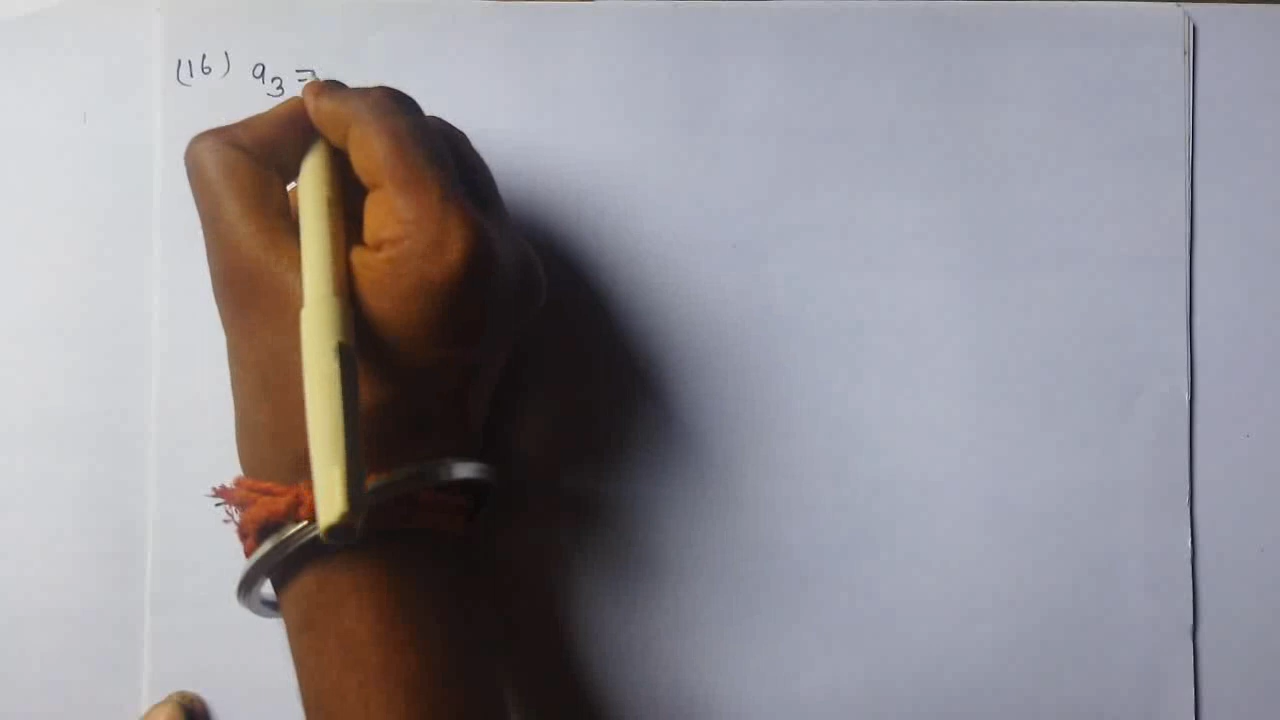 (16) a₃ =